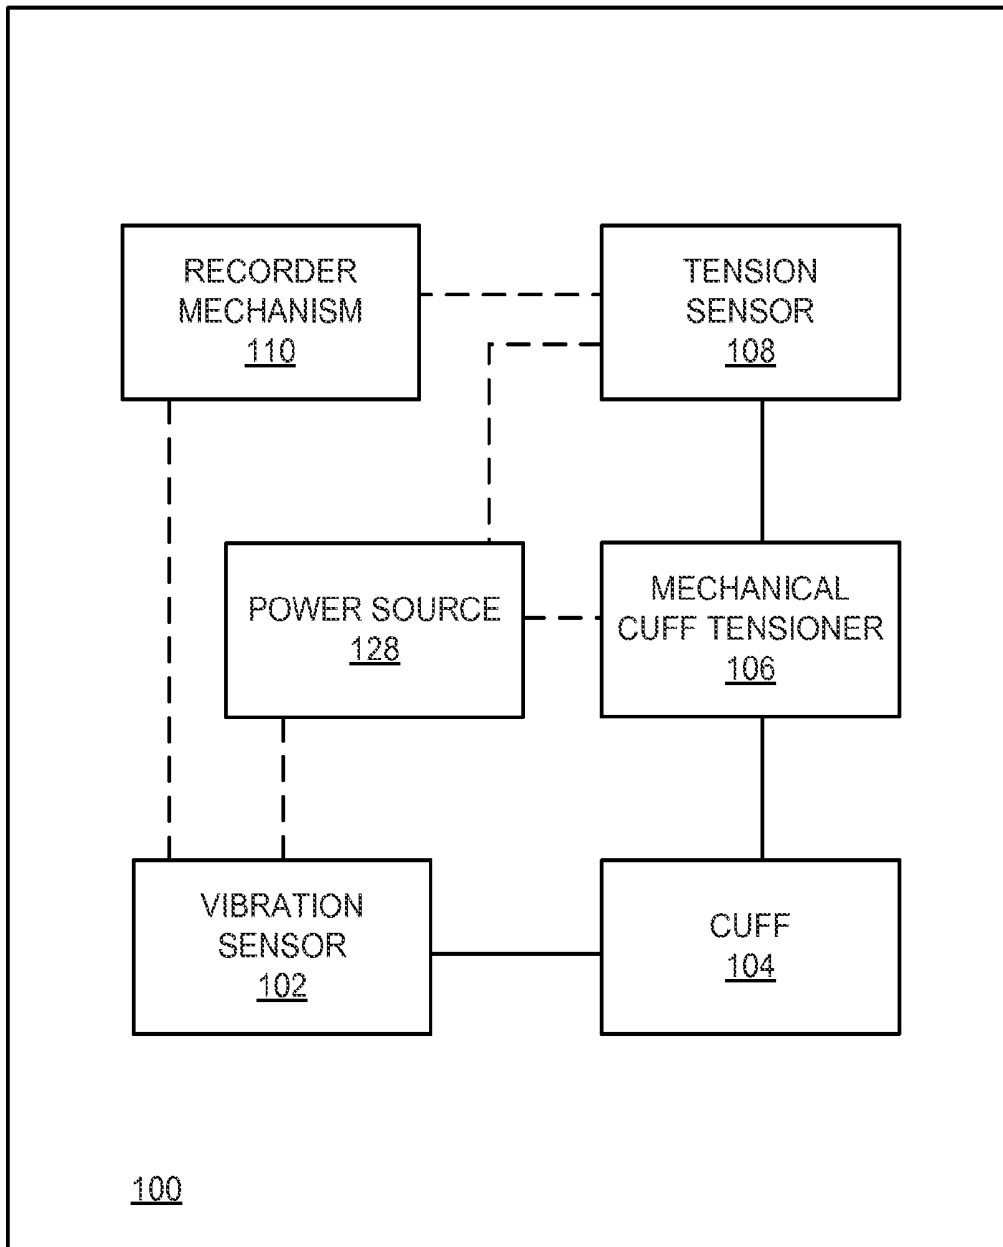 RECORDER
MECHANISM
110
TENSION
SENSOR
108
POWER SOURCE
128
MECHANICAL
CUFF TENSIONER
106
VIBRATION
SENSOR
102
CUFF
104
100